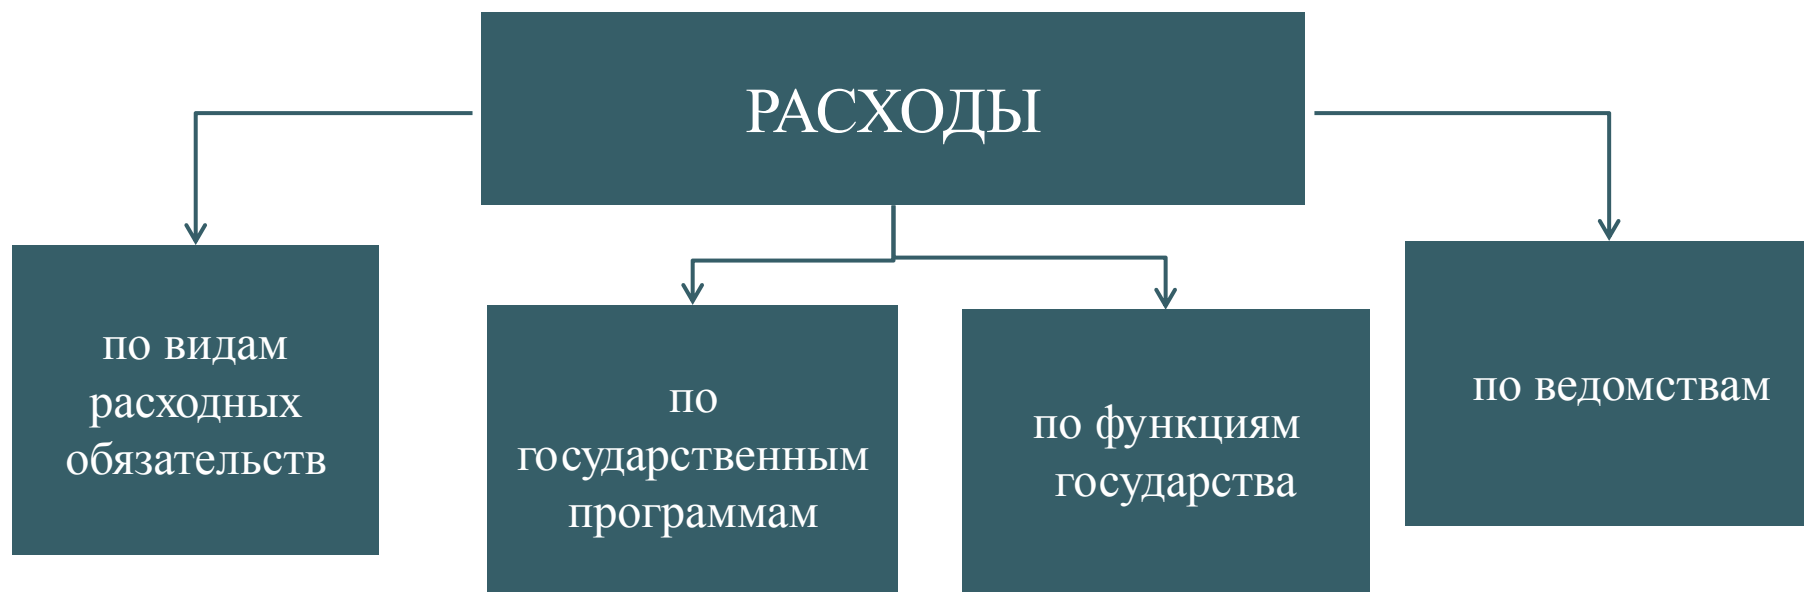 РАСХОДЫ
по видам
расходных
обязательств
по
государственным
программам
по функциям
государства
по ведомствам